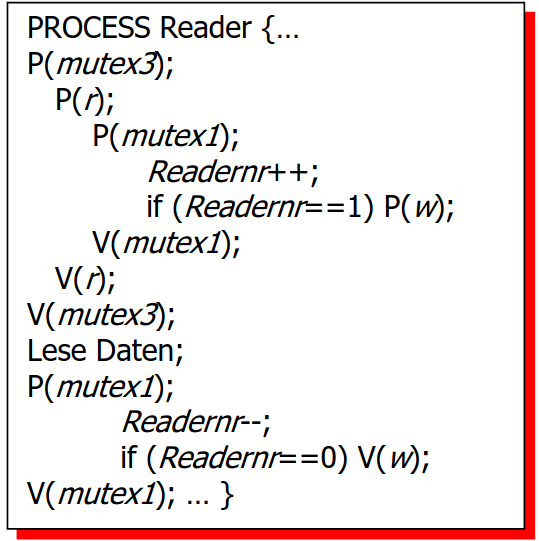 PROCESS Reader {…
P(mutex3);
P(r);
P(mutex1);
Readernr++;
if (Readernr==1) P(w);
V(mutex1);
V(r);
V(mutex3);
Lese Daten;
P(mutex1);
Readernr--;
if (Readernr==0) V(w);
V(mutex1); … }